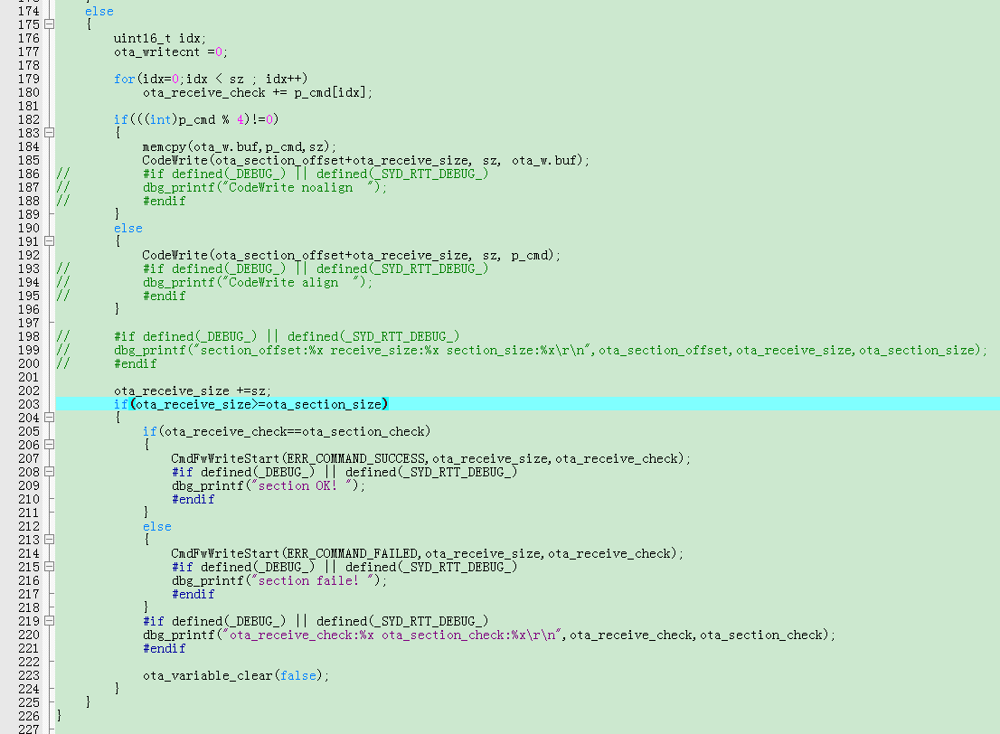 174 else
175 {
176 uint16_t idx;
177 ota_writecnt =0;
178
179 for(idx=0;idx < sz ; idx++)
180 ota_receive_check += p_cmd[idx];
181
182 if(((int)p_cmd % 4)!=0)
183 {
184 memcpy(ota_w.buf,p_cmd,sz);
185 CodeWrite(ota_section_offset+ota_receive_size, sz, ota_w.buf);
186 // #if defined(_DEBUG_) || defined(_SYD_RTT_DEBUG_)
187 // dbg_printf("CodeWrite noalign  ");
188 // #endif
189 }
190 else
191 {
192 CodeWrite(ota_section_offset+ota_receive_size, sz, p_cmd);
193 // #if defined(_DEBUG_) || defined(_SYD_RTT_DEBUG_)
194 // dbg_printf("CodeWrite align  ");
195 // #endif
196 }
197
198 // #if defined(_DEBUG_) || defined(_SYD_RTT_DEBUG_)
199 // dbg_printf("section_offset:%x receive_size:%x section_size:%x\r\n",ota_section_offset,ota_receive_size,ota_section_size);
200 // #endif
201
202 ota_receive_size +=sz;
203 if(ota_receive_size>=ota_section_size)
204 {
205 if(ota_receive_check==ota_section_check)
206 {
207 CmdFwWriteStart(ERR_COMMAND_SUCCESS,ota_receive_size,ota_receive_check);
208 #if defined(_DEBUG_) || defined(_SYD_RTT_DEBUG_)
209 dbg_printf("section OK! ");
210 #endif
211 }
212 else
213 {
214 CmdFwWriteStart(ERR_COMMAND_FAILED,ota_receive_size,ota_receive_check);
215 #if defined(_DEBUG_) || defined(_SYD_RTT_DEBUG_)
216 dbg_printf("section faile! ");
217 #endif
218 }
219 #if defined(_DEBUG_) || defined(_SYD_RTT_DEBUG_)
220 dbg_printf("ota_receive_check:%x ota_section_check:%x\r\n",ota_receive_check,ota_section_check);
221 #endif
222
223 ota_variable_clear(false);
224 }
225 }
226 }
227